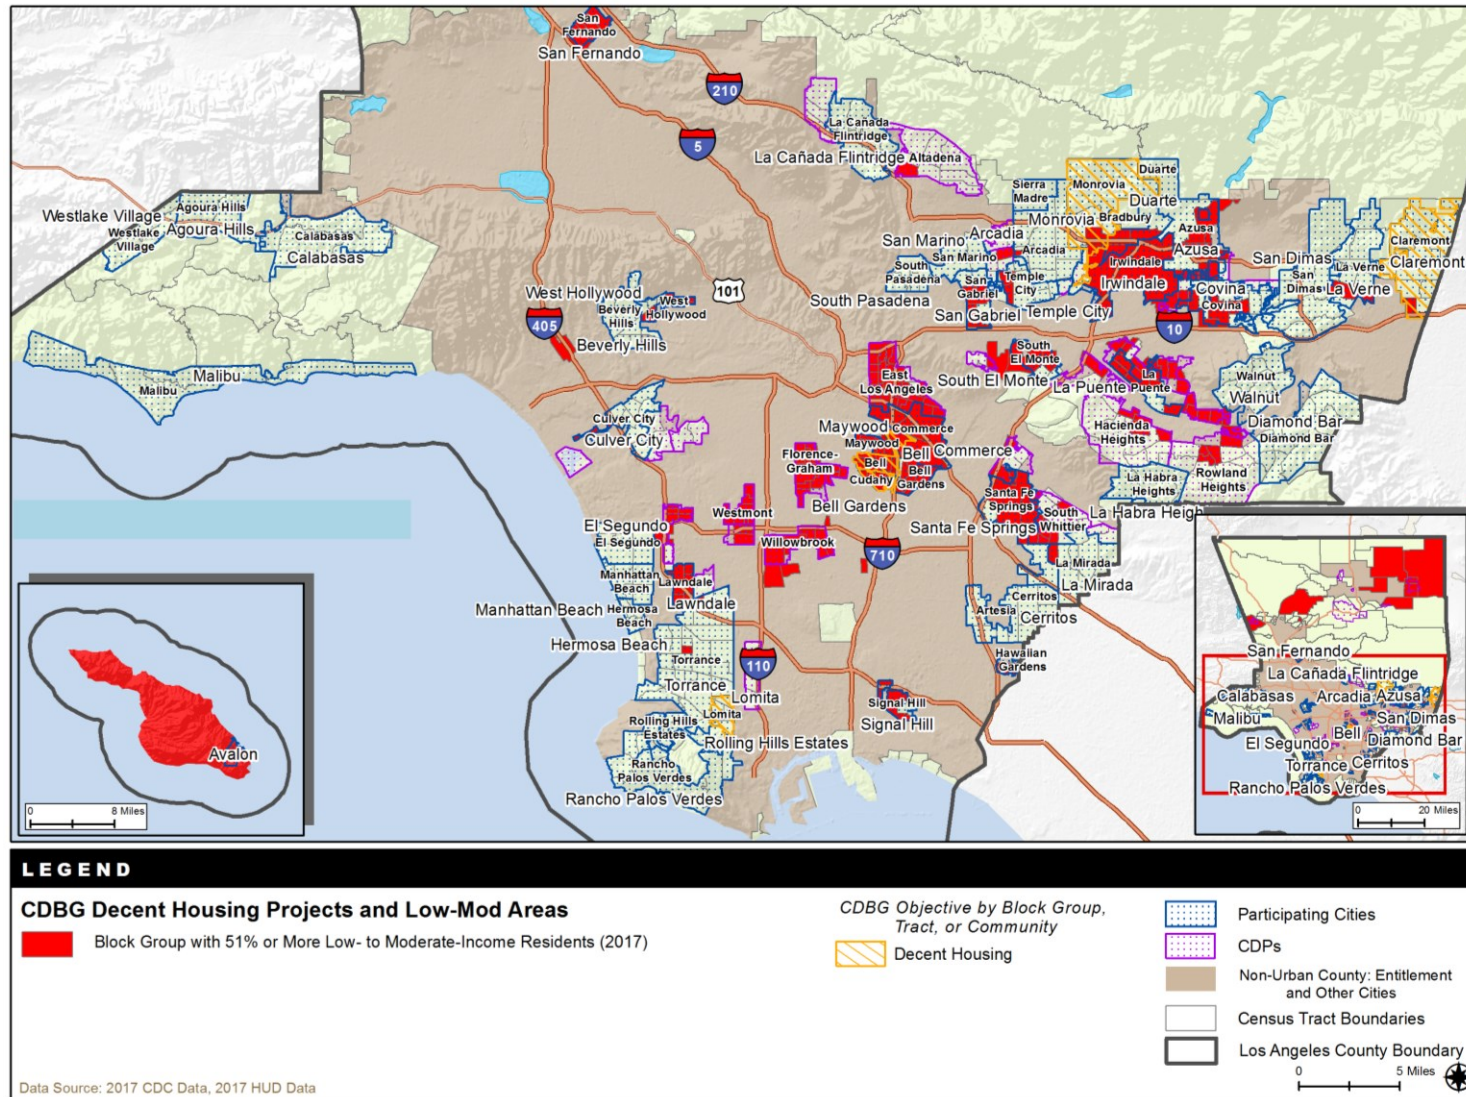 San
Fernando
San Fernando
210
5
La Cañada
Flintridge
La Cañada Flintridge
Altadena
Duarte
Sierra
Madre
Monrovia
Duarte
Monrovia
Bradbury
Westlake Village
Agoura Hills
Westlake
Village
Agoura Hills
Calabasas
Calabasas
San Marino
Arcadia
San Marino
Arcadia
Azusa
Azusa
San Dimas
Claremont
Claremont
South
Pasadena
South Pasadena
San
Gabriel
San Gabriel
Temple
City
Temple City
Irwindale
Irwindale
Covina
Covina
San
Dimas
La Verne
La Verne
West Hollywood
Beverly
Hills
West
Hollywood
Beverly Hills
101
405
10
Malibu
Malibu
South
El Monte
South El Monte
La Puente
La
Puente
Walnut
Walnut
East
Los Angeles
Diamond Bar
Diamond Bar
Culver City
Culver City
Maywood
Commerce
Maywood
Bell
Commerce
Hacienda
Heights
Florence-
Graham
Bell
Cudahy
Bell
Gardens
Bell Gardens
La Habra
Heights
Rowland
Heights
La Habra Heigh
Santa Fe
Springs
Santa Fe Springs
South
Whittier
Westmont
El Segundo
El Segundo
Willowbrook
710
La Mirada
La Mirada
Manhattan
Beach
Manhattan Beach
Lawndale
Lawndale
Hermosa
Beach
Hermosa Beach
Cerritos
Artesia
Cerritos
Hawaiian
Gardens
Torrance
Torrance
110
Lomita
Lomita
Signal Hill
Signal Hill
Rolling Hills
Estates
Rolling Hills Estates
Rancho
Palos Verdes
Rancho Palos Verdes
Avalon
0 8 Miles
San Fernando
La Cañada Flintridge
Calabasas
Arcadia
Azusa
Malibu
San Dimas
Bell
El Segundo
Diamond Bar
Torrance
Cerritos
Rancho Palos Verdes
0 20 Miles
LEGEND
CDBG Decent Housing Projects and Low-Mod Areas
Block Group with 51% or More Low- to Moderate-Income Residents (2017)
CDBG Objective by Block Group,
Tract, or Community
Decent Housing
Participating Cities
CDPs
Non-Urban County: Entitlement
and Other Cities
Census Tract Boundaries
Los Angeles County Boundary
0 5 Miles
Data Source: 2017 CDC Data, 2017 HUD Data